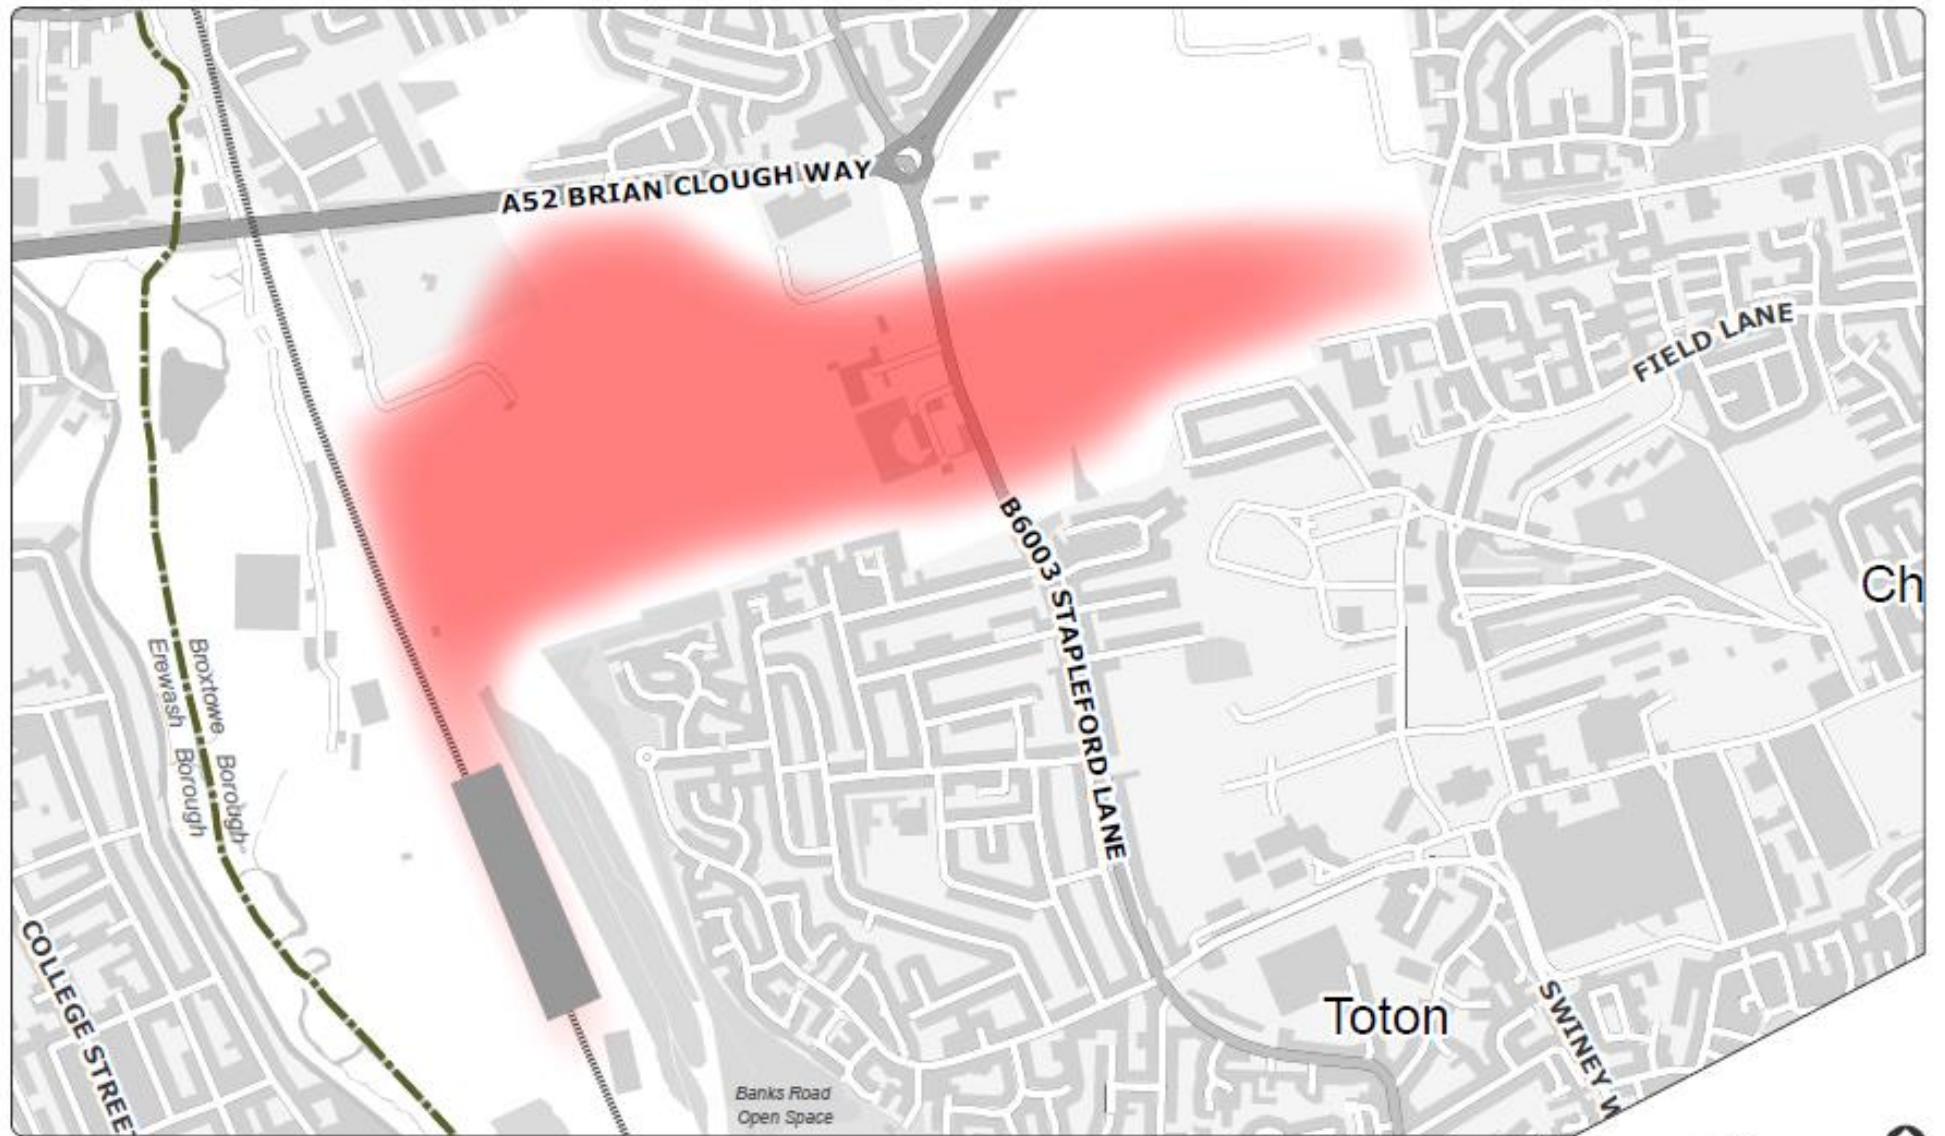 A52 BRIAN CLOUGH WAY
FIELD LANE
B6003 STAPLEFORD LANE
Ch
Broxtowe Borough
Erewash Borough
COLLEGE STREET
Toton
SWINEY W
Banks Road
Open Space